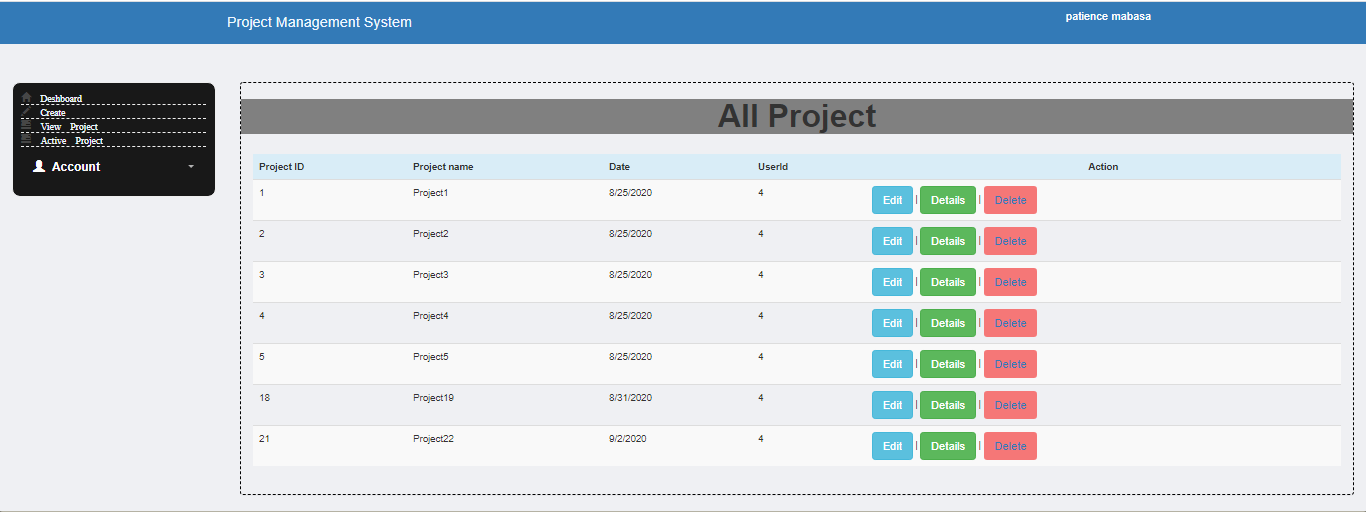 Project Management System
patience mabasa
Deshboard
Create
View Project
Active Project
Account
All Project
Project ID Project name Date UserId Action
1 Project1 8/25/2020 4 Edit | Details | Delete
2 Project2 8/25/2020 4 Edit | Details | Delete
3 Project3 8/25/2020 4 Edit | Details | Delete
4 Project4 8/25/2020 4 Edit | Details | Delete
5 Project5 8/25/2020 4 Edit | Details | Delete
18 Project19 8/31/2020 4 Edit | Details | Delete
21 Project22 9/2/2020 4 Edit | Details | Delete